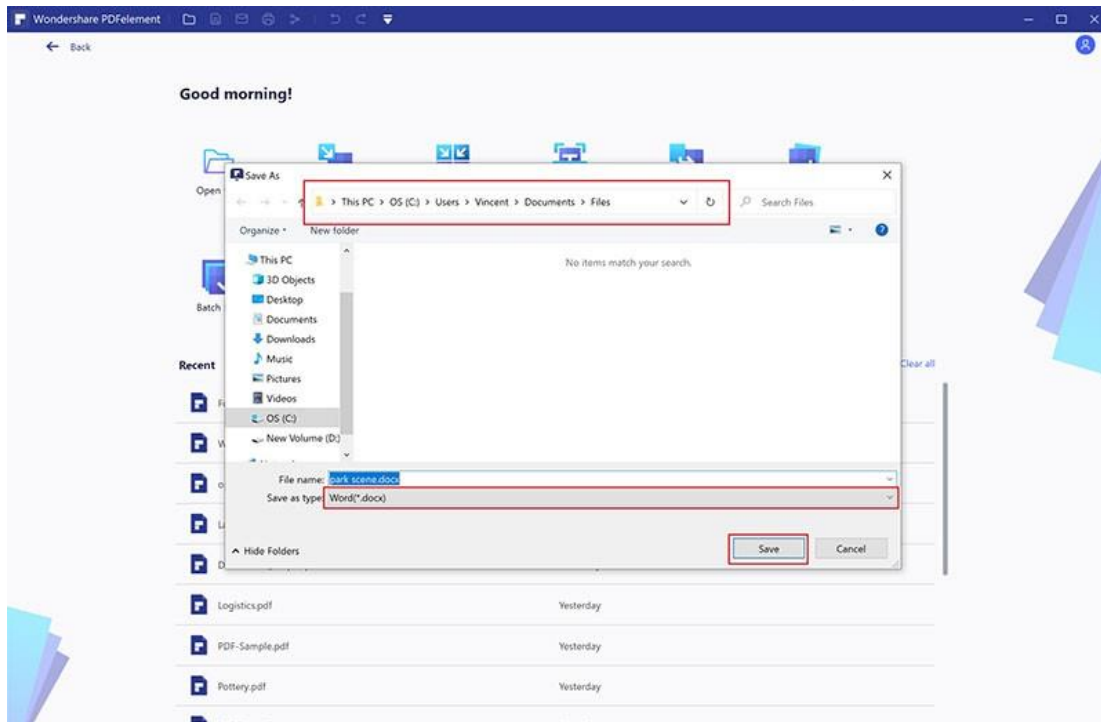 Wondershare PDFelement
Back
Good morning!
Open
Save As
This PC > OS (C:) > Users > Vincent > Documents > Files
Search Files
Organize
New folder
This PC
3D Objects
Desktop
Documents
Downloads
Music
Pictures
Videos
OS (C:)
New Volume (D:)
No items match your search.
Batch
Recent
Clear all
File name: park scene.docx
Save as type: Word(*.docx)
Hide Folders
Save
Cancel
Logistics.pdf Yesterday
PDF-Sample.pdf Yesterday
Pottery.pdf Yesterday